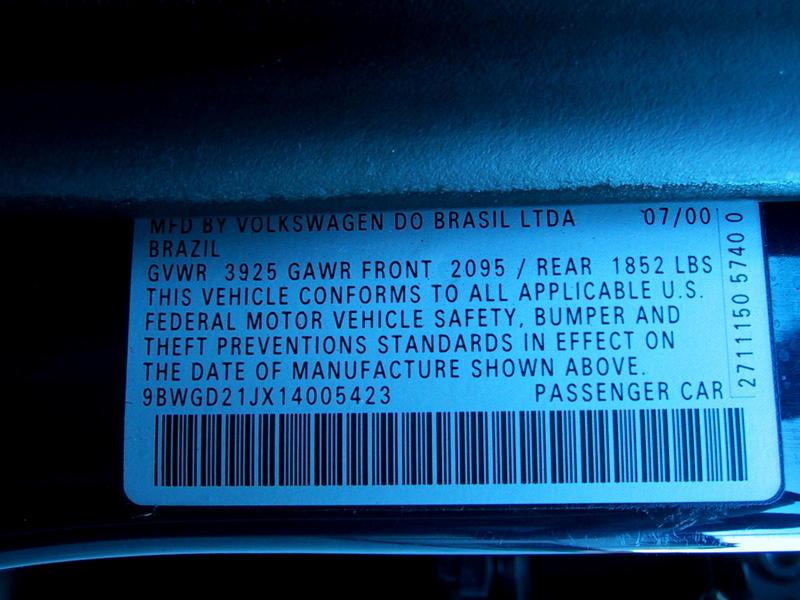 MFD BY VOLKSWAGEN DO BRASIL LTDA 07/00
BRAZIL
GVWR 3925 GAWR FRONT 2095 / REAR 1852 LBS
THIS VEHICLE CONFORMS TO ALL APPLICABLE U.S.
FEDERAL MOTOR VEHICLE SAFETY, BUMPER AND
THEFT PREVENTIONS STANDARDS IN EFFECT ON
THE DATE OF MANUFACTURE SHOWN ABOVE.
9BWGD21JX14005423 PASSENGER CAR
2711150 5740 0